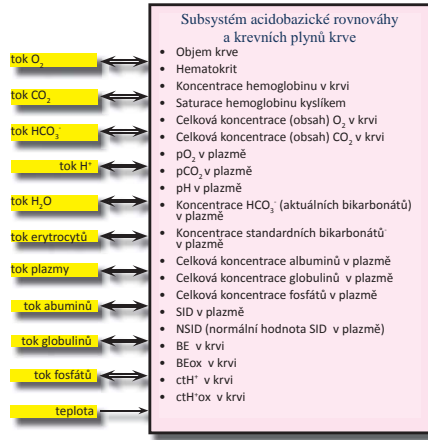 Subsystém acidobazické rovnováhy
a krevních plynů krve
tok O₂
tok CO₂
tok HCO₃⁻
tok H⁺
tok H₂O
tok erytrocytů
tok plazmy
tok abuminů
tok globulinů
tok fosfátů
teplota
• Objem krve
• Hematokrit
• Koncentrace hemoglobinu v krvi
• Saturace hemoglobinu kyslíkem
• Celková koncentrace (obsah) O₂ v krvi
• Celková koncentrace (obsah) CO₂ v krvi
• pO₂ v plazmě
• pCO₂ v plazmě
• pH v plazmě
• Koncentrace HCO₃⁻ (aktuálních bikarbonátů)
v plazmě
• Koncentrace standardních bikarbonátů⁻
v plazmě
• Celková koncentrace albuminů v plazmě
• Celková koncentrace globulinů v plazmě
• Celková koncentrace fosfátů v plazmě
• SID v plazmě
• NSID (normální hodnota SID v plazmě)
• BE v krvi
• BEox v krvi
• ctH⁺ v krvi
• ctH⁺ox v krvi